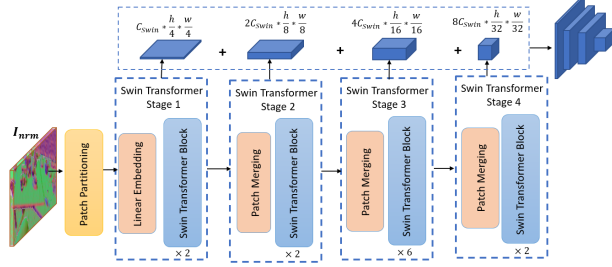 C_Swin * h/4 * w/4
+
2C_Swin * h/8 * w/8
+
4C_Swin * h/16 * w/16
+
8C_Swin * h/32 * w/32
I_nrm
Patch Partitioning
Swin Transformer
Stage 1
Linear Embedding
Swin Transformer Block
× 2
Swin Transformer
Stage 2
Patch Merging
Swin Transformer Block
× 2
Swin Transformer
Stage 3
Patch Merging
Swin Transformer Block
× 6
Swin Transformer
Stage 4
Patch Merging
Swin Transformer Block
× 2